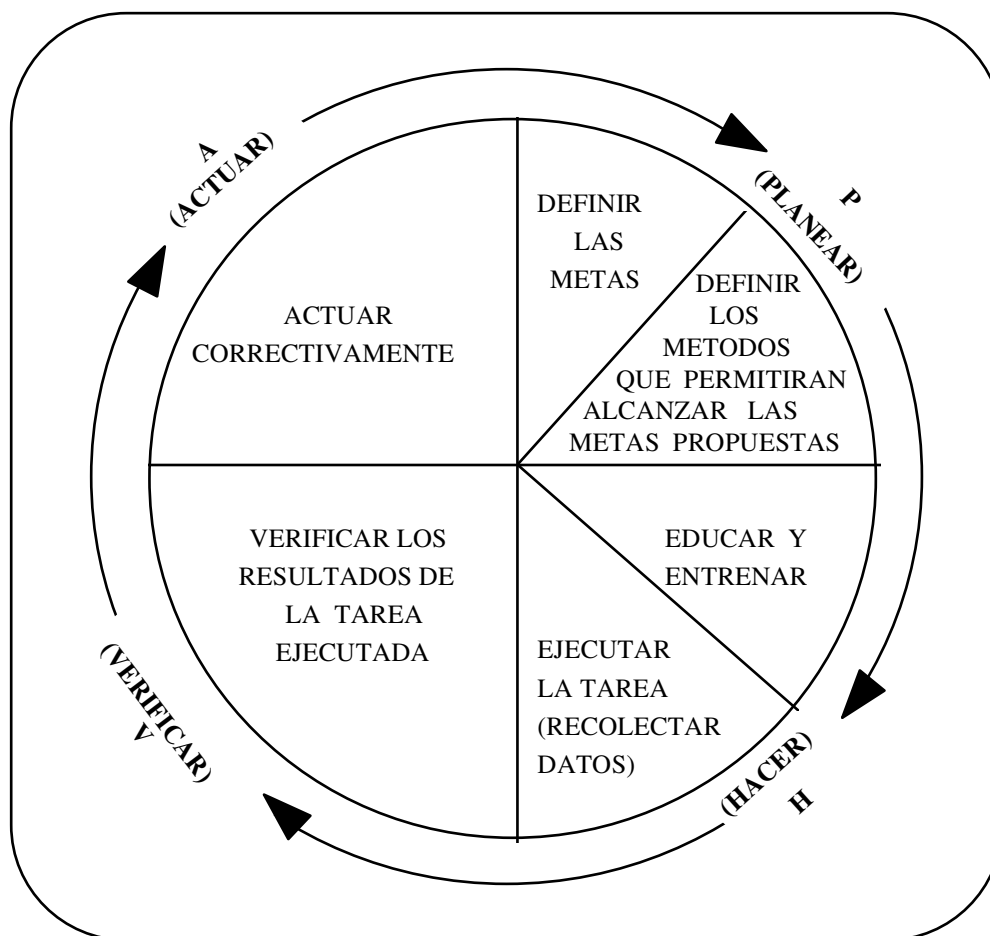 A
(ACTUAR)
P
(PLANEAR)
DEFINIR
LAS
METAS
DEFINIR
LOS
METODOS
QUE PERMITIRAN
ALCANZAR LAS
METAS PROPUESTAS
ACTUAR
CORRECTIVAMENTE
VERIFICAR LOS
RESULTADOS DE
LA TAREA
EJECUTADA
EDUCAR Y
ENTRENAR
EJECUTAR
LA TAREA
(RECOLECTAR
DATOS)
(VERIFICAR)
V
(HACER)
H